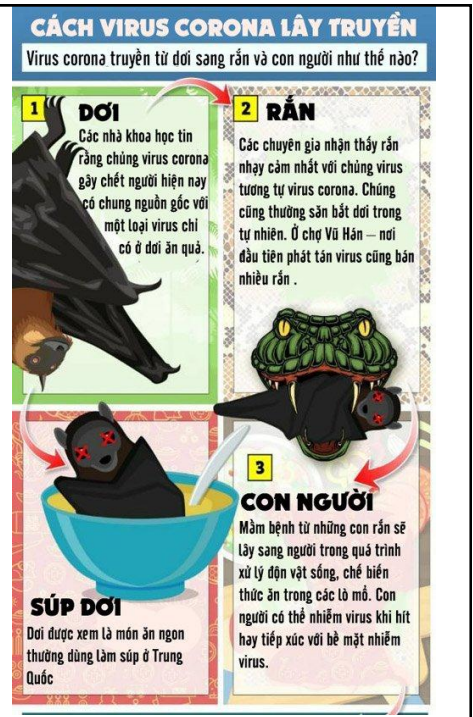 CÁCH VIRUS CORONA LÂY TRUYỀN
Virus corona truyền từ dơi sang rắn và con người như thế nào?
1
DƠI
Các nhà khoa học tin
rằng chủng virus corona
gây chết người hiện nay
có chung nguồn gốc với
một loại virus chỉ
có ở dơi ăn quả.
2
RẮN
Các chuyên gia nhận thấy rắn
nhạy cảm nhất với chủng virus
tương tự virus corona. Chúng
cũng thường săn bắt dơi trong
tự nhiên. Ở chợ Vũ Hán – nơi
đầu tiên phát tán virus cũng bán
nhiều rắn .
SÚP DƠI
Dơi được xem là món ăn ngon
thường dùng làm súp ở Trung
Quốc
3
CON NGƯỜI
Mầm bệnh từ những con rắn sẽ
lây sang người trong quá trình
xử lý độn vật sống, chế biến
thức ăn trong các lò mổ. Con
người có thể nhiễm virus khi hít
hay tiếp xúc với bề mặt nhiễm
virus.